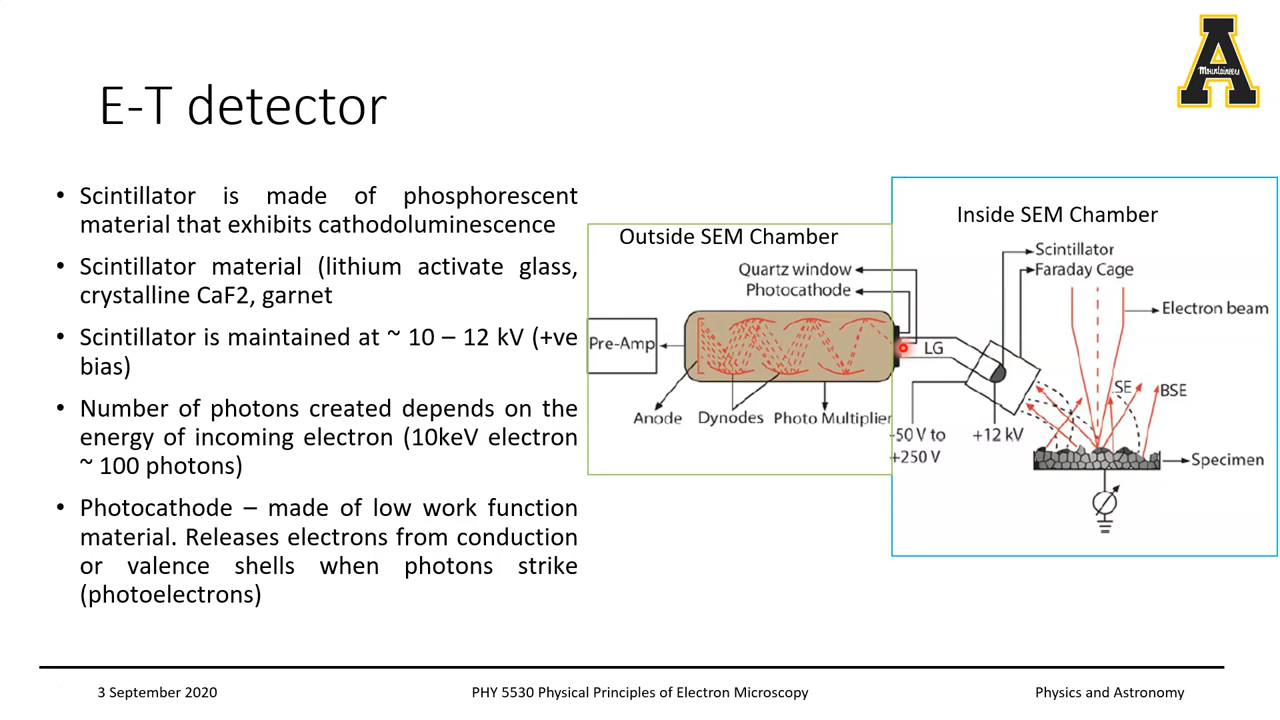 Mountaineers
E-T detector
• Scintillator is made of phosphorescent
material that exhibits cathodoluminescence
• Scintillator material (lithium activate glass,
crystalline CaF2, garnet
• Scintillator is maintained at ~ 10 – 12 kV (+ve
bias)
• Number of photons created depends on the
energy of incoming electron (10keV electron
~ 100 photons)
• Photocathode – made of low work function
material. Releases electrons from conduction
or valence shells when photons strike
(photoelectrons)
Outside SEM Chamber
Quartz window
Photocathode
Pre-Amp
Anode
Dynodes
Photo Multiplier
Inside SEM Chamber
Scintillator
Faraday Cage
Electron beam
LG
SE
BSE
-50 V to
+250 V
+12 kV
Specimen
3 September 2020
PHY 5530 Physical Principles of Electron Microscopy
Physics and Astronomy